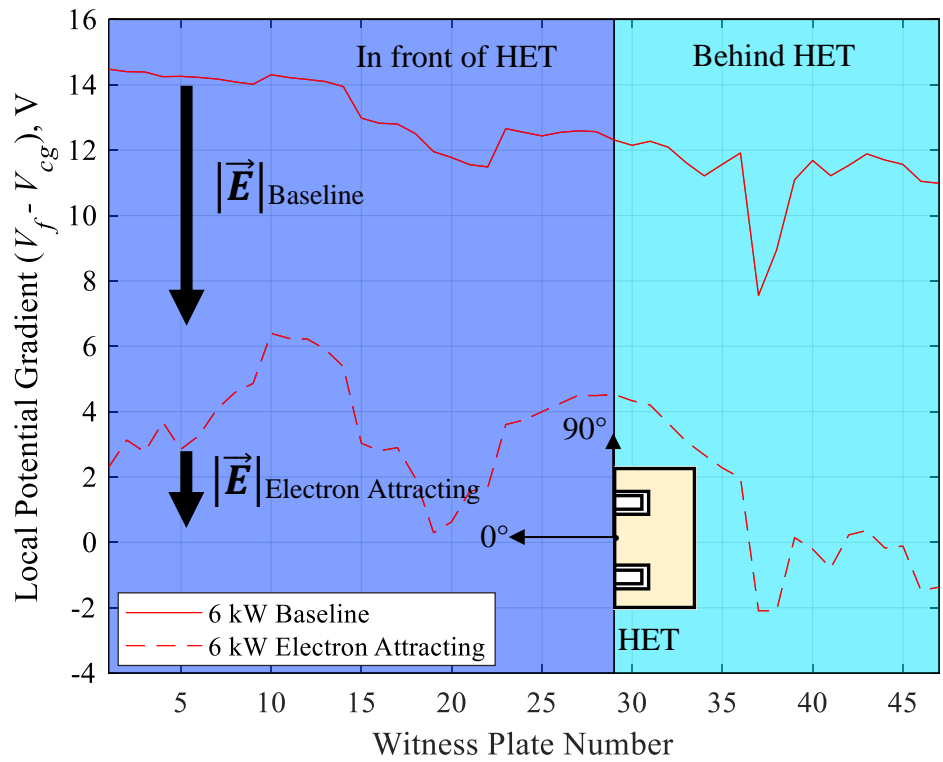 16
14
12
10
8
6
4
2
0
-2
-4
Local Potential Gradient (V_f - V_cg), V
In front of HET
Behind HET
|E⃗|Baseline
|E⃗|Electron Attracting
90°
0°
HET
6 kW Baseline
6 kW Electron Attracting
5 10 15 20 25 30 35 40 45
Witness Plate Number